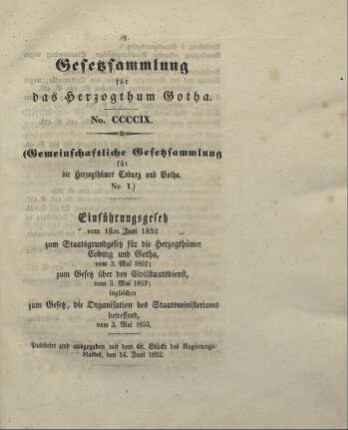 Gesetzsammlung
für
das Herzogthum Gotha.
No. CCCCIX.
(Gemeinschaftliche Gesetzsammlung
für
die Herzogthümer Coburg und Gotha.
No 1.)
Einführungsgesetz
vom 1sten Juni 1852
zum Staatsgrundgesetz für die Herzogthümer
Coburg und Gotha,
vom 3. Mai 1852;
zum Gesetz über den Civilstaatsdienst,
vom 3. Mai 1852;
ingleichen
zum Gesetz, die Organisation des Staatsministeriums
betreffend,
vom 3. Mai 1852.
Publicirt und ausgegeben mit dem 48. Stücke des Regierungs-
blattes, den 14. Juni 1852.